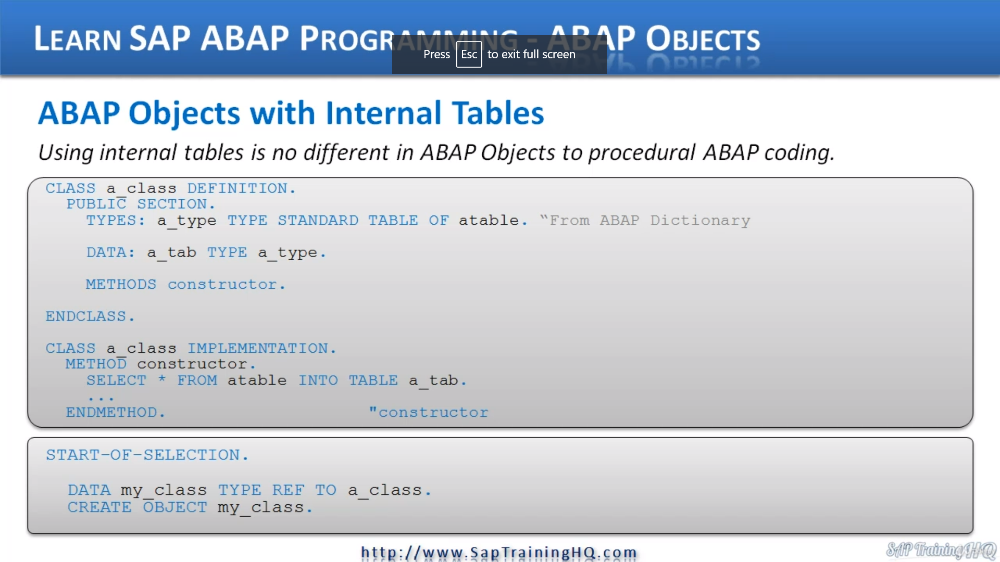 LEARN SAP ABAP PROGRAMMING - ABAP OBJECTS
Press Esc to exit full screen
ABAP Objects with Internal Tables
Using internal tables is no different in ABAP Objects to procedural ABAP coding.
CLASS a_class DEFINITION.
PUBLIC SECTION.
TYPES: a_type TYPE STANDARD TABLE OF atable. “From ABAP Dictionary
DATA: a_tab TYPE a_type.
METHODS constructor.
ENDCLASS.
CLASS a_class IMPLEMENTATION.
METHOD constructor.
SELECT * FROM atable INTO TABLE a_tab.
...
ENDMETHOD. "constructor
START-OF-SELECTION.
DATA my_class TYPE REF TO a_class.
CREATE OBJECT my_class.
http://www.SapTrainingHQ.com
SAP Training HQ